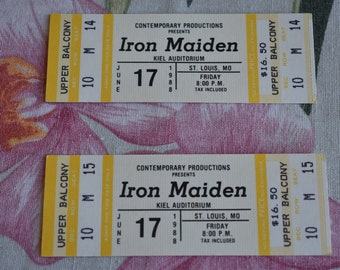 UPPER BALCONY
10 M 14
CONTEMPORARY PRODUCTIONS
PRESENTS
Iron Maiden
KIEL AUDITORIUM
JUNE 17 1988
ST. LOUIS, MO
FRIDAY
8:00 P.M.
TAX INCLUDED
$16.50
UPPER BALCONY
10 M 14
UPPER BALCONY
10 M 15
CONTEMPORARY PRODUCTIONS
PRESENTS
Iron Maiden
KIEL AUDITORIUM
JUNE 17 1988
ST. LOUIS, MO
FRIDAY
8:00 P.M.
TAX INCLUDED
$16.50
UPPER BALCONY
10 M 15